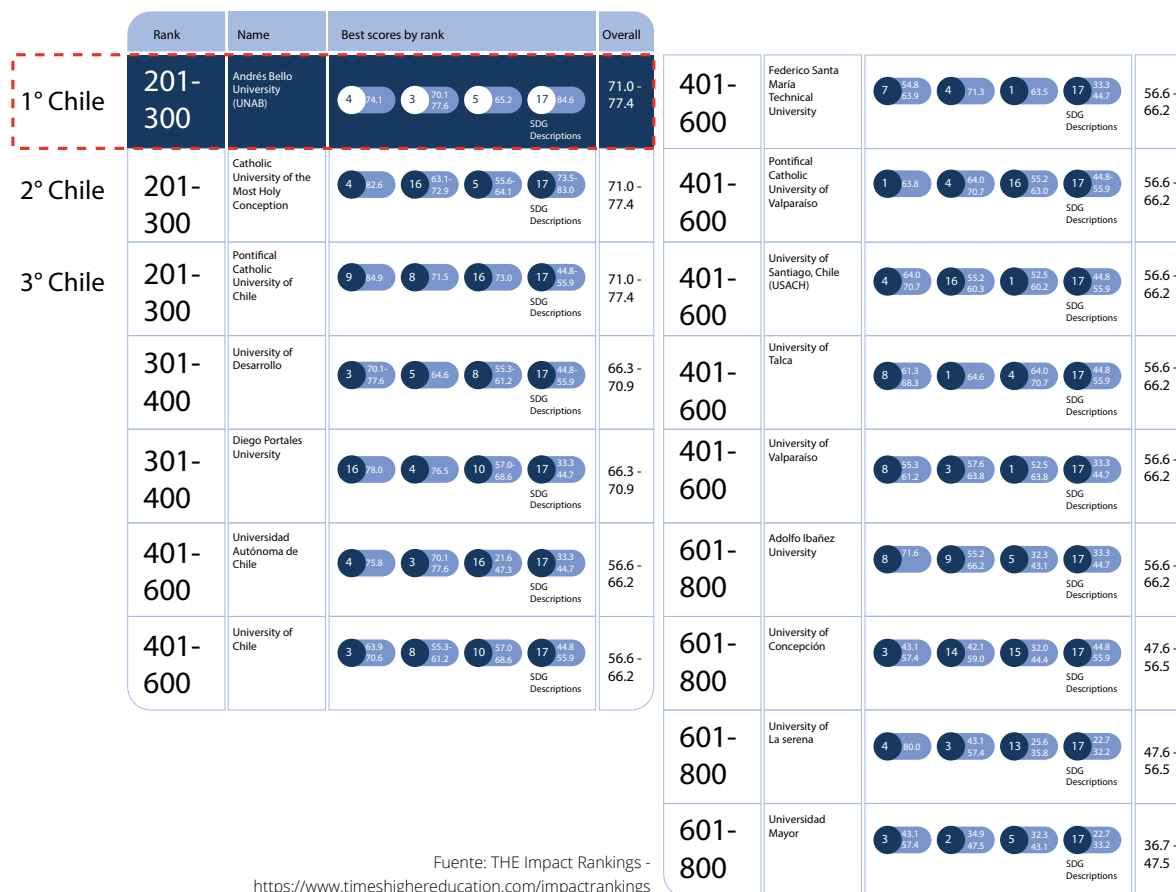 Rank Name Best scores by rank Overall
1° Chile
201-
300
Andrés Bello
University
(UNAB)
4 74.1 3 70.1 77.6 5 65.2 17 84.6
SDG
Descriptions
71.0 -
77.4
2° Chile
201-
300
Catholic
University of the
Most Holy
Conception
4 82.6 16 63.1- 72.9 5 55.6- 64.1 17 73.5- 83.0
SDG
Descriptions
71.0 -
77.4
3° Chile
201-
300
Pontifical
Catholic
University of
Chile
9 84.9 8 71.5 16 73.0 17 44.8- 55.9
SDG
Descriptions
71.0 -
77.4
301-
400
University of
Desarrollo
3 70.1- 77.6 5 64.6 8 55.3- 61.2 17 44.8- 55.9
SDG
Descriptions
66.3 -
70.9
301-
400
Diego Portales
University
16 78.0 4 76.5 10 57.0- 68.6 17 33.3 44.7
SDG
Descriptions
66.3 -
70.9
401-
600
Universidad
Autónoma de
Chile
4 75.8 3 70.1 77.6 16 21.6 47.3 17 33.3 44.7
SDG
Descriptions
56.6 -
66.2
401-
600
University of
Chile
3 63.9 70.6 8 55.3- 61.2 10 57.0 68.6 17 44.8 55.9
SDG
Descriptions
56.6 -
66.2
401-
600
Federico Santa
María
Technical
University
7 54.8 63.9 4 71.3 1 63.5 17 33.3 44.7
SDG
Descriptions
56.6 -
66.2
401-
600
Pontifical
Catholic
University of
Valparaíso
1 63.8 4 64.0 70.7 16 55.2 63.0 17 44.8- 55.9
SDG
Descriptions
56.6 -
66.2
401-
600
University of
Santiago, Chile
(USACH)
4 64.0 70.7 16 55.2 60.3 1 52.5 60.2 17 44.8 55.9
SDG
Descriptions
56.6 -
66.2
401-
600
University of
Talca
8 61.3 68.3 1 64.6 4 64.0 70.7 17 44.8 55.9
SDG
Descriptions
56.6 -
66.2
401-
600
University of
Valparaíso
8 55.3 61.2 3 57.6 63.8 1 52.5 63.8 17 33.3 44.7
SDG
Descriptions
56.6 -
66.2
601-
800
Adolfo Ibañez
University
8 71.6 9 55.2 66.2 5 32.3 43.1 17 33.3 44.7
SDG
Descriptions
56.6 -
66.2
601-
800
University of
Concepción
3 43.1 57.4 14 42.1 59.0 15 32.0 44.4 17 44.8 55.9
SDG
Descriptions
47.6 -
56.5
601-
800
University of
La serena
4 80.0 3 43.1 57.4 13 25.6 35.8 17 22.7 32.2
SDG
Descriptions
47.6 -
56.5
601-
800
Universidad
Mayor
3 43.1 57.4 2 34.9 47.5 5 32.3 43.1 17 22.7 33.2
SDG
Descriptions
36.7 -
47.5
Fuente: THE Impact Rankings -
https://www.timeshighereducation.com/impactrankings